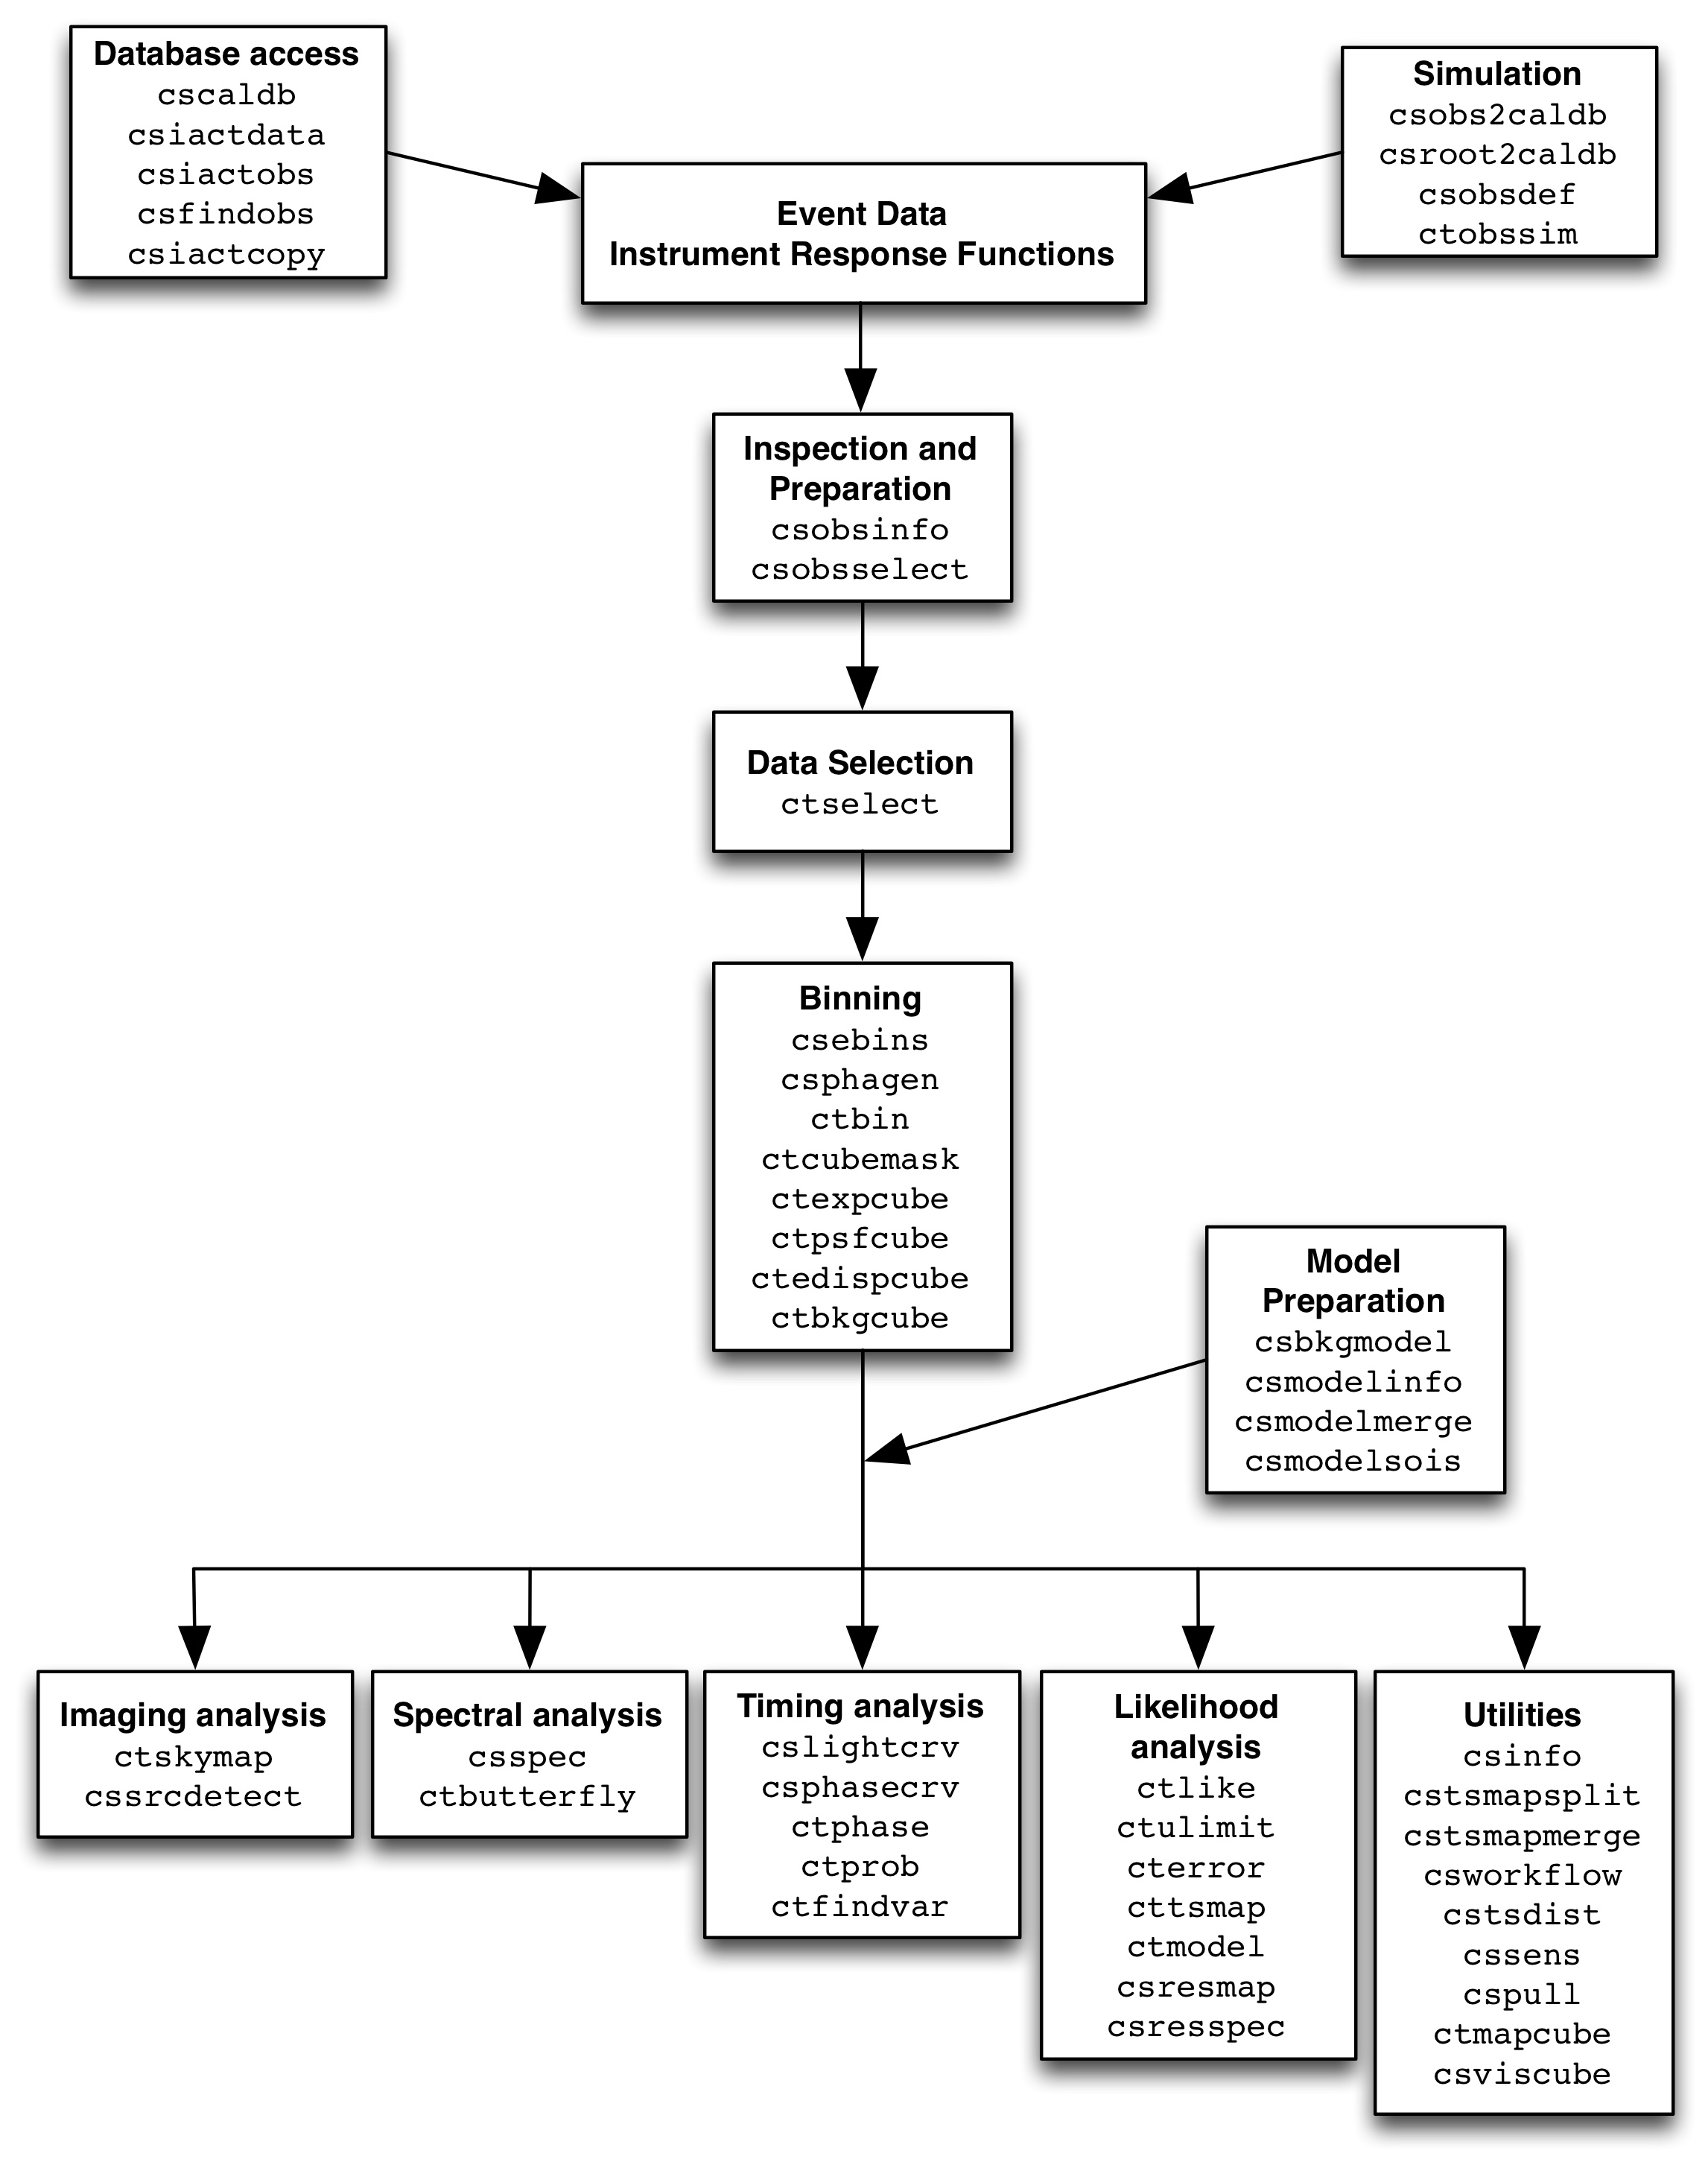 Database access
cscaldb
csiactdata
csiactobs
csfindobs
csiactcopy
Simulation
csobs2caldb
csroot2caldb
csobsdef
ctobssim
Event Data
Instrument Response Functions
Inspection and
Preparation
csobsinfo
csobsselect
Data Selection
ctselect
Binning
csebins
csphagen
ctbin
ctcubemask
ctexpcube
ctpsfcube
ctedispcube
ctbkgcube
Model
Preparation
csbkgmodel
csmodelinfo
csmodelmerge
csmodelsois
Imaging analysis
ctskymap
cssrcdetect
Spectral analysis
csspec
ctbutterfly
Timing analysis
cslightcrv
csphasecrv
ctphase
ctprob
ctfindvar
Likelihood
analysis
ctlike
ctulimit
cterror
cttsmap
ctmodel
csresmap
csresspec
Utilities
csinfo
cstsmapsplit
cstsmapmerge
csworkflow
cstsdist
cssens
cspull
ctmapcube
csviscube